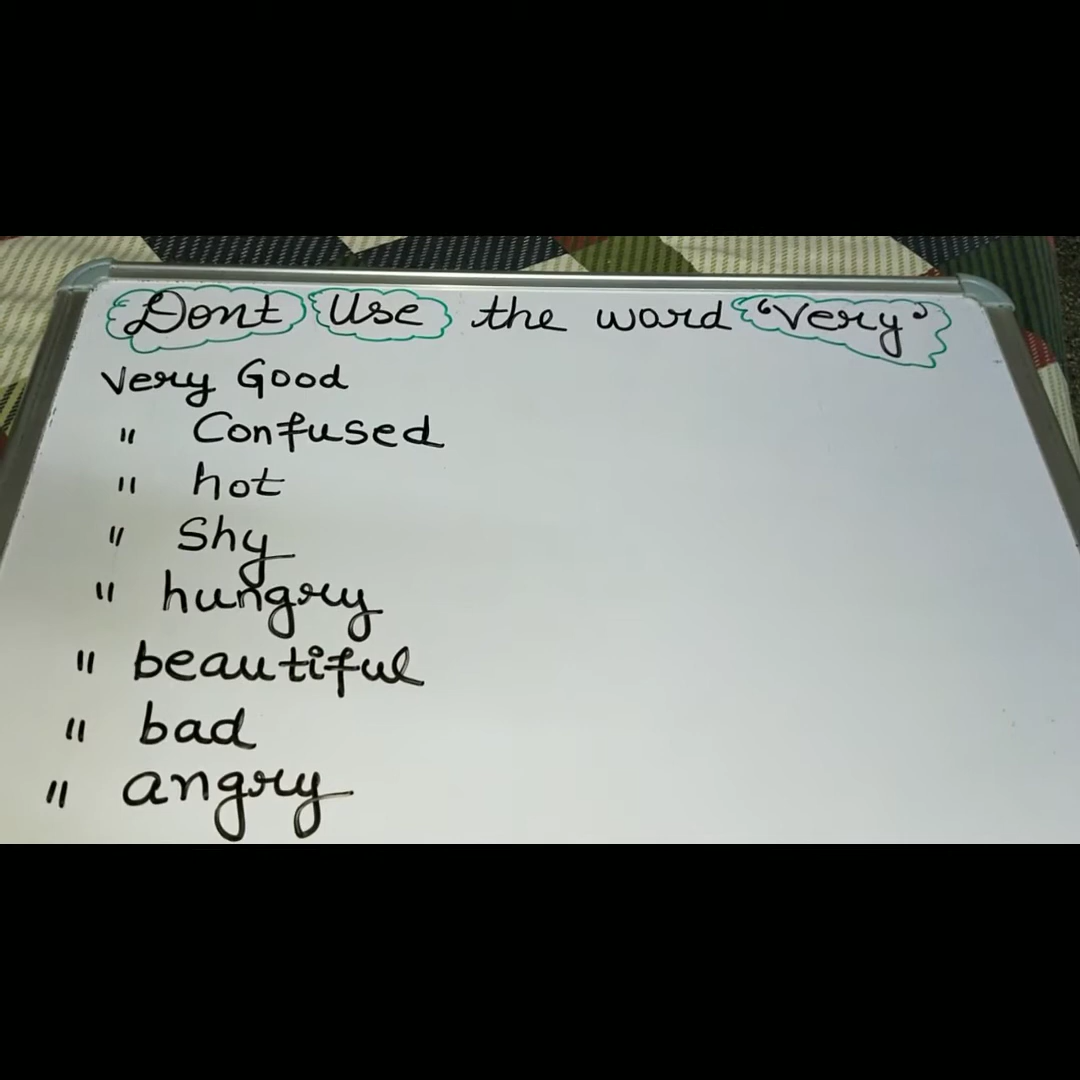 Dont Use the word "Very"
Very Good
" Confused
" hot
" Shy
" hungry
" beautiful
" bad
" angry